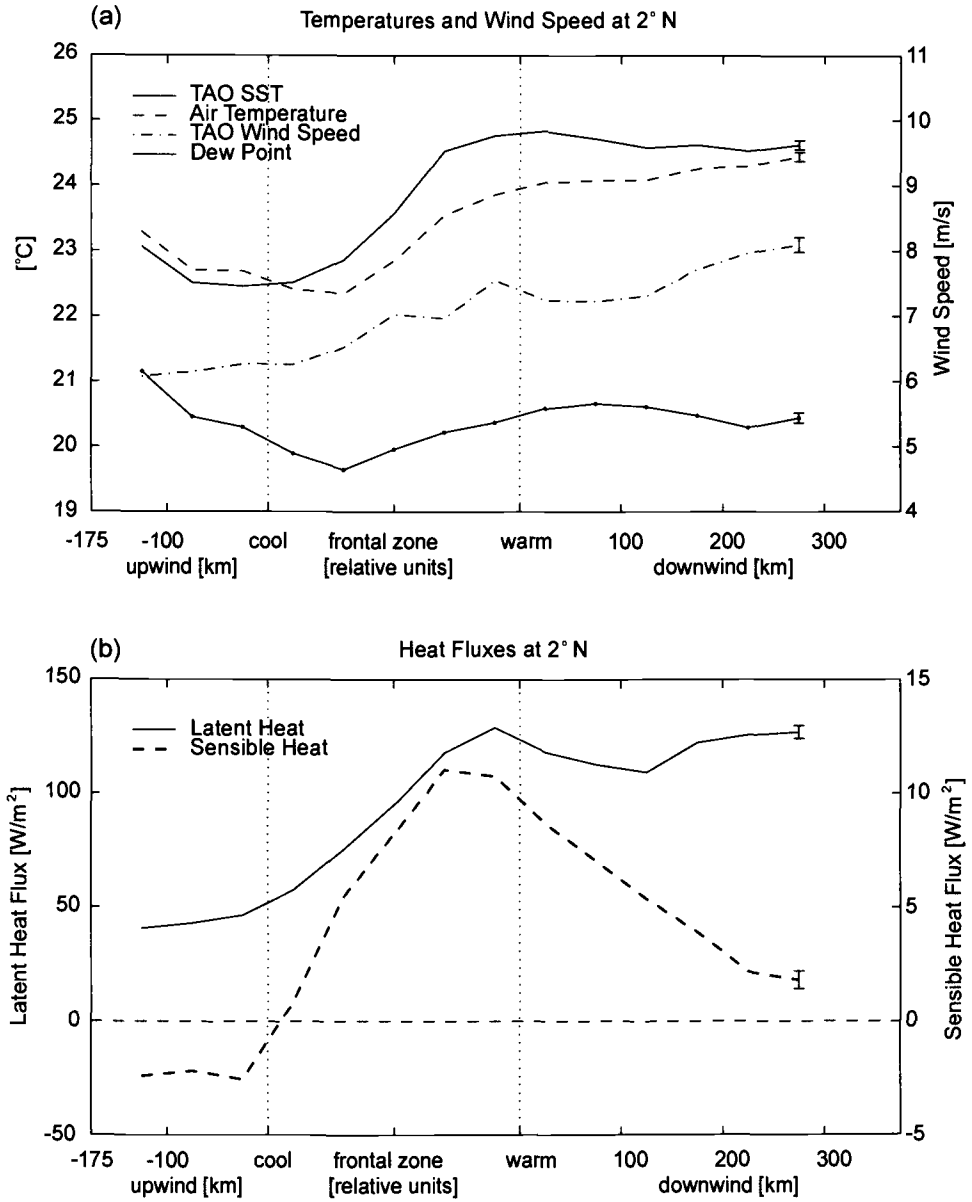 (a)
Temperatures and Wind Speed at 2° N
26
25
24
23
22
21
20
19
[°C]
TAO SST
Air Temperature
TAO Wind Speed
Dew Point
11
10
9
8
7
6
5
4
Wind Speed [m/s]
-175 -100 cool frontal zone warm 100 200 300
upwind [km] [relative units] downwind [km]
(b)
Heat Fluxes at 2° N
150
100
50
0
-50
Latent Heat Flux [W/m²]
Latent Heat
Sensible Heat
15
10
5
0
-5
Sensible Heat Flux [W/m²]
-175 -100 cool frontal zone warm 100 200 300
upwind [km] [relative units] downwind [km]